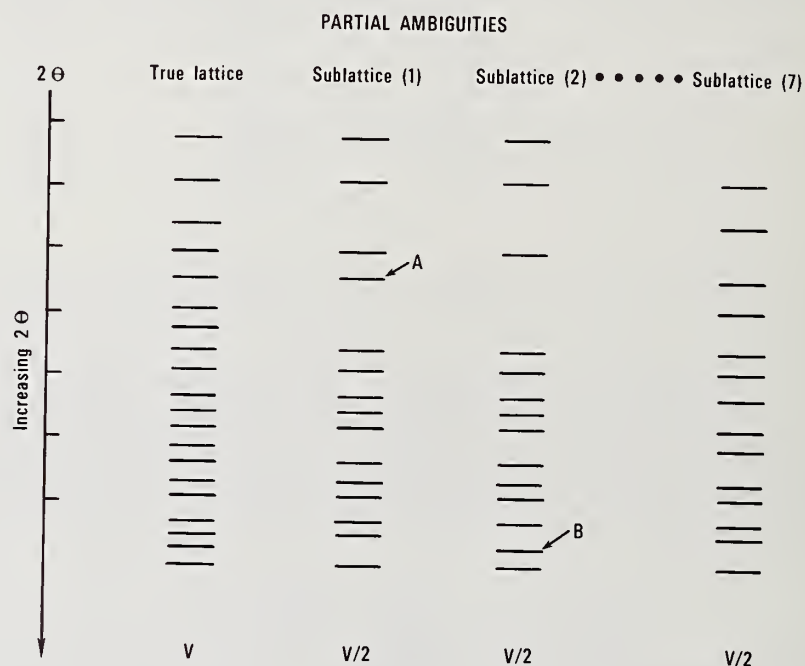 PARTIAL AMBIGUITIES
2Θ True lattice Sublattice (1) Sublattice (2) • • • • • Sublattice (7)
A
Increasing 2Θ
B
V V/2 V/2 V/2